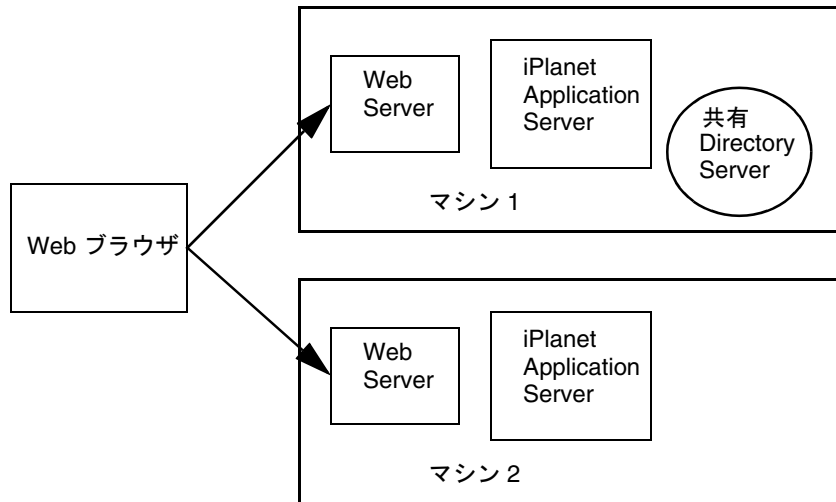 Web
Server
iPlanet
Application
Server
共有
Directory
Server
マシン 1
Web ブラウザ
Web
Server
iPlanet
Application
Server
マシン 2